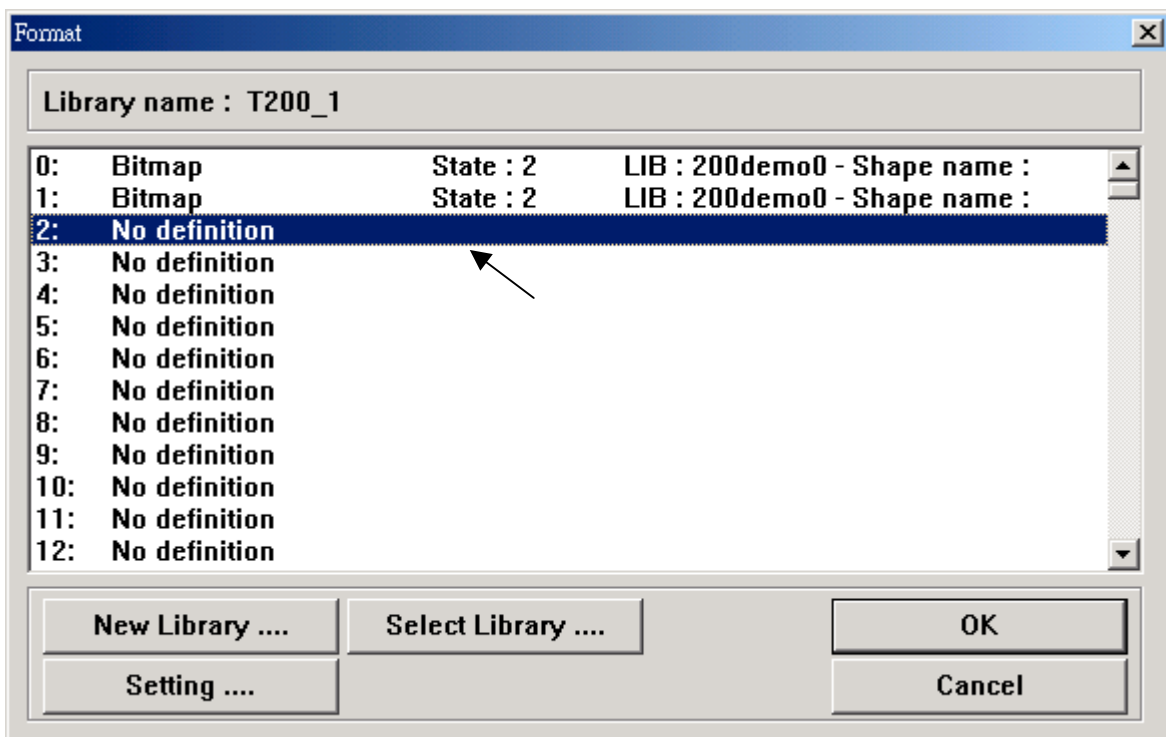 Format
Library name : T200_1
0: Bitmap State : 2 LIB : 200demo0 - Shape name :
1: Bitmap State : 2 LIB : 200demo0 - Shape name :
2: No definition
3: No definition
4: No definition
5: No definition
6: No definition
7: No definition
8: No definition
9: No definition
10: No definition
11: No definition
12: No definition
New Library .... Select Library .... OK
Setting .... Cancel